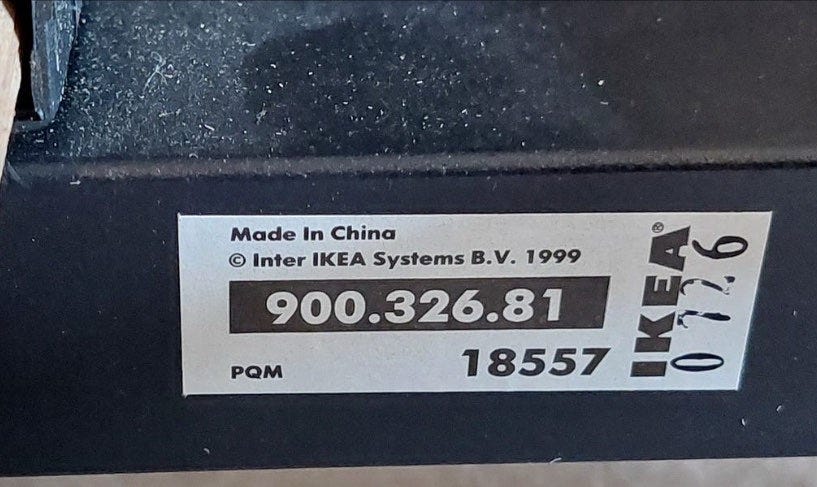 Made In China
© Inter IKEA Systems B.V. 1999
900.326.81
PQM 18557
IKEA®
0726